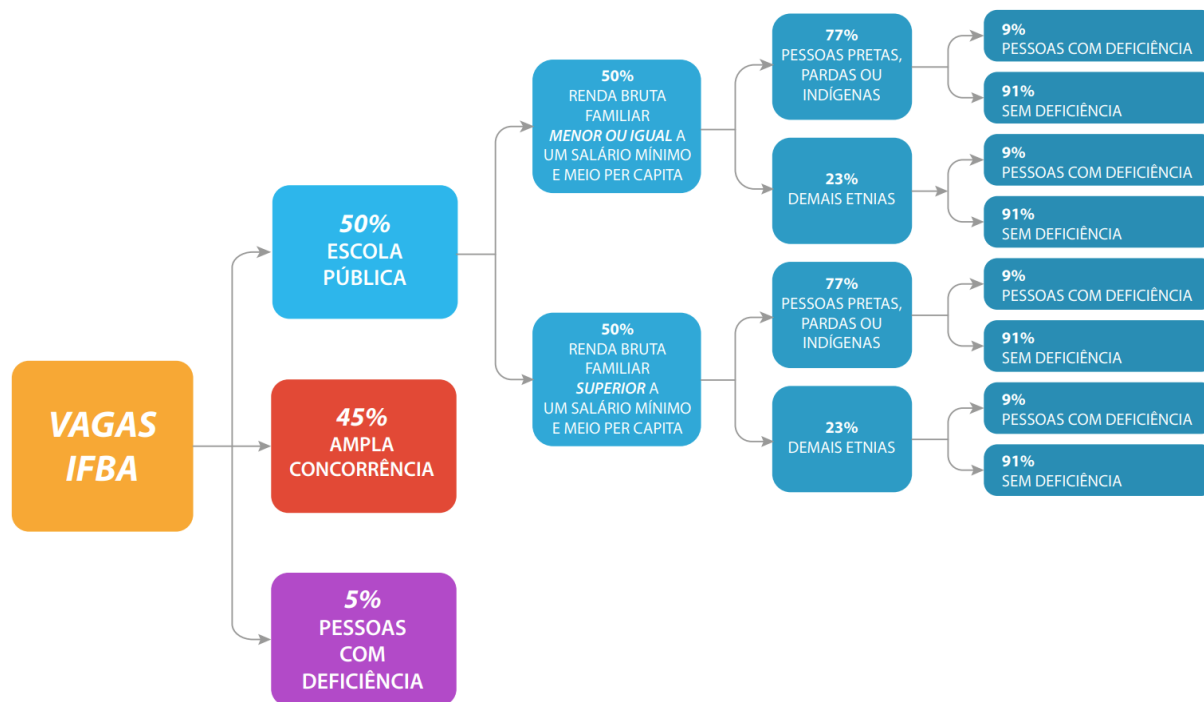 VAGAS
IFBA
50%
ESCOLA
PÚBLICA
45%
AMPLA
CONCORRÊNCIA
5%
PESSOAS
COM
DEFICIÊNCIA
50%
RENDA BRUTA
FAMILIAR
MENOR OU IGUAL A
UM SALÁRIO MÍNIMO
E MEIO PER CAPITA
77%
PESSOAS PRETAS,
PARDAS OU
INDÍGENAS
9%
PESSOAS COM DEFICIÊNCIA
91%
SEM DEFICIÊNCIA
23%
DEMAIS ETNIAS
9%
PESSOAS COM DEFICIÊNCIA
91%
SEM DEFICIÊNCIA
50%
RENDA BRUTA
FAMILIAR
SUPERIOR A
UM SALÁRIO MÍNIMO
E MEIO PER CAPITA
77%
PESSOAS PRETAS,
PARDAS OU
INDÍGENAS
9%
PESSOAS COM DEFICIÊNCIA
91%
SEM DEFICIÊNCIA
23%
DEMAIS ETNIAS
9%
PESSOAS COM DEFICIÊNCIA
91%
SEM DEFICIÊNCIA